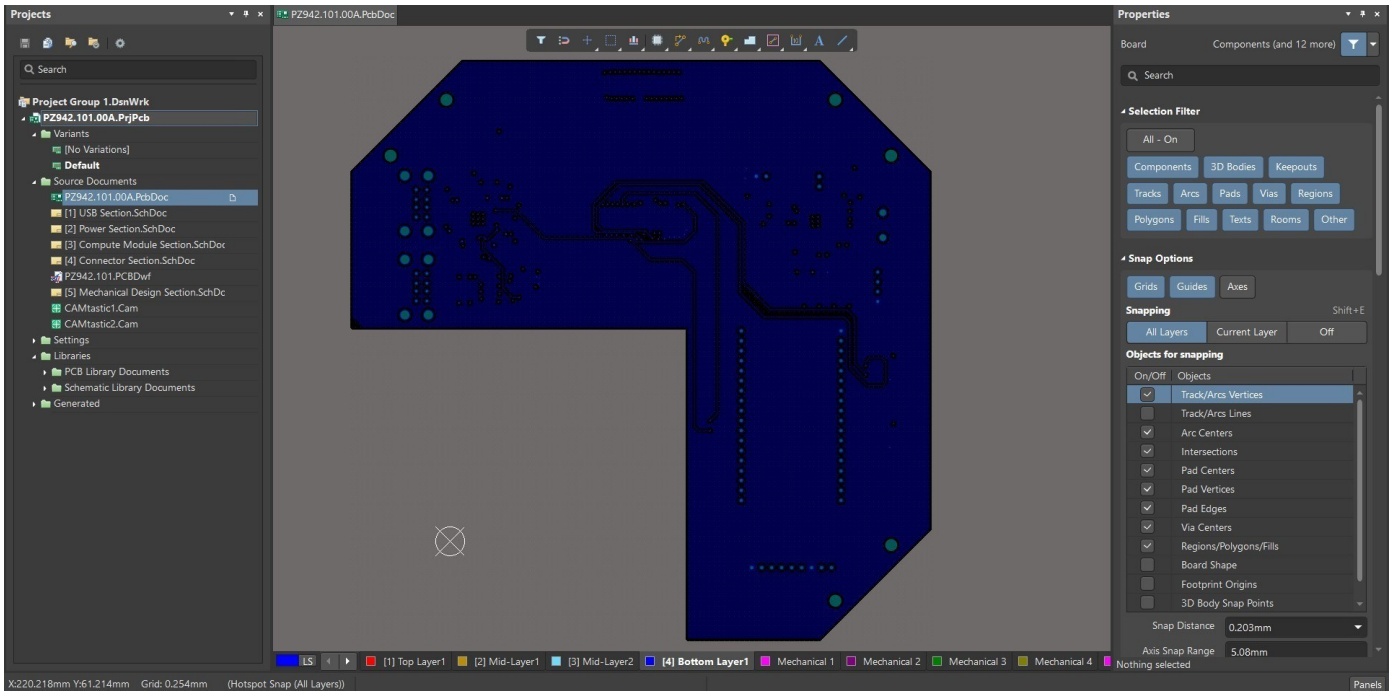 Projects
PZ942.101.00A.PcbDoc
Search
Project Group 1.DsnWrk
PZ942.101.00A.PrjPcb
Variants
[No Variations]
Default
Source Documents
PZ942.101.00A.PcbDoc
[1] USB Section.SchDoc
[2] Power Section.SchDoc
[3] Compute Module Section.SchDoc
[4] Connector Section.SchDoc
PZ942.101.PCBDwf
[5] Mechanical Design Section.SchDc
CAMtastic1.Cam
CAMtastic2.Cam
Settings
Libraries
PCB Library Documents
Schematic Library Documents
Generated
LS [1] Top Layer1 [2] Mid-Layer1 [3] Mid-Layer2 [4] Bottom Layer1 Mechanical 1 Mechanical 2 Mechanical 3 Mechanical 4
Properties
Board Components (and 12 more)
Search
Selection Filter
All - On
Components 3D Bodies Keepouts
Tracks Arcs Pads Vias Regions
Polygons Fills Texts Rooms Other
Snap Options
Grids Guides Axes
Snapping Shift+E
All Layers Current Layer Off
Objects for snapping
On/Off Objects
Track/Arcs Vertices
Track/Arcs Lines
Arc Centers
Intersections
Pad Centers
Pad Vertices
Pad Edges
Via Centers
Regions/Polygons/Fills
Board Shape
Footprint Origins
3D Body Snap Points
Snap Distance 0.203mm
Axis Snap Range 5.08mm
Nothing selected
X:220.218mm Y:61.214mm Grid: 0.254mm (Hotspot Snap (All Layers))
Panels